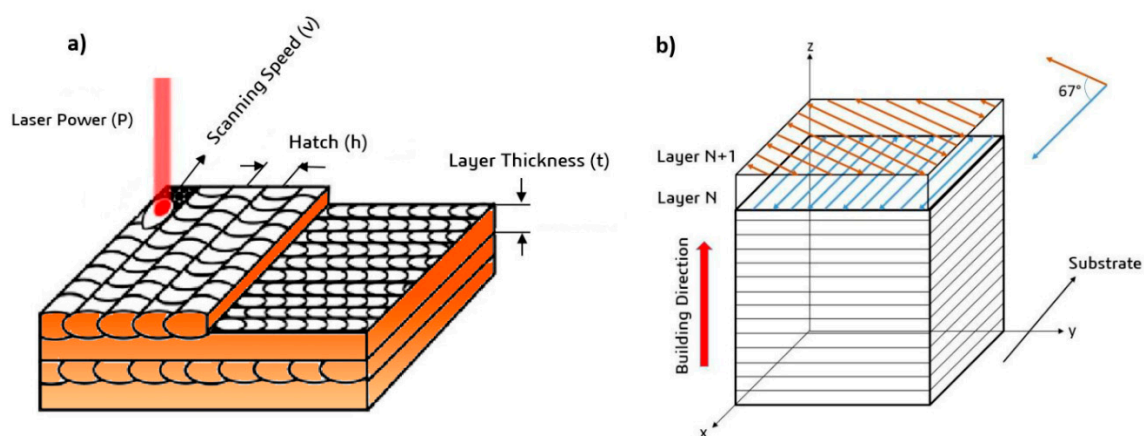 a)
Laser Power (P)
Scanning Speed (v)
Hatch (h)
Layer Thickness (t)
b)
z
67°
Layer N+1
Layer N
Building Direction
Substrate
y
x